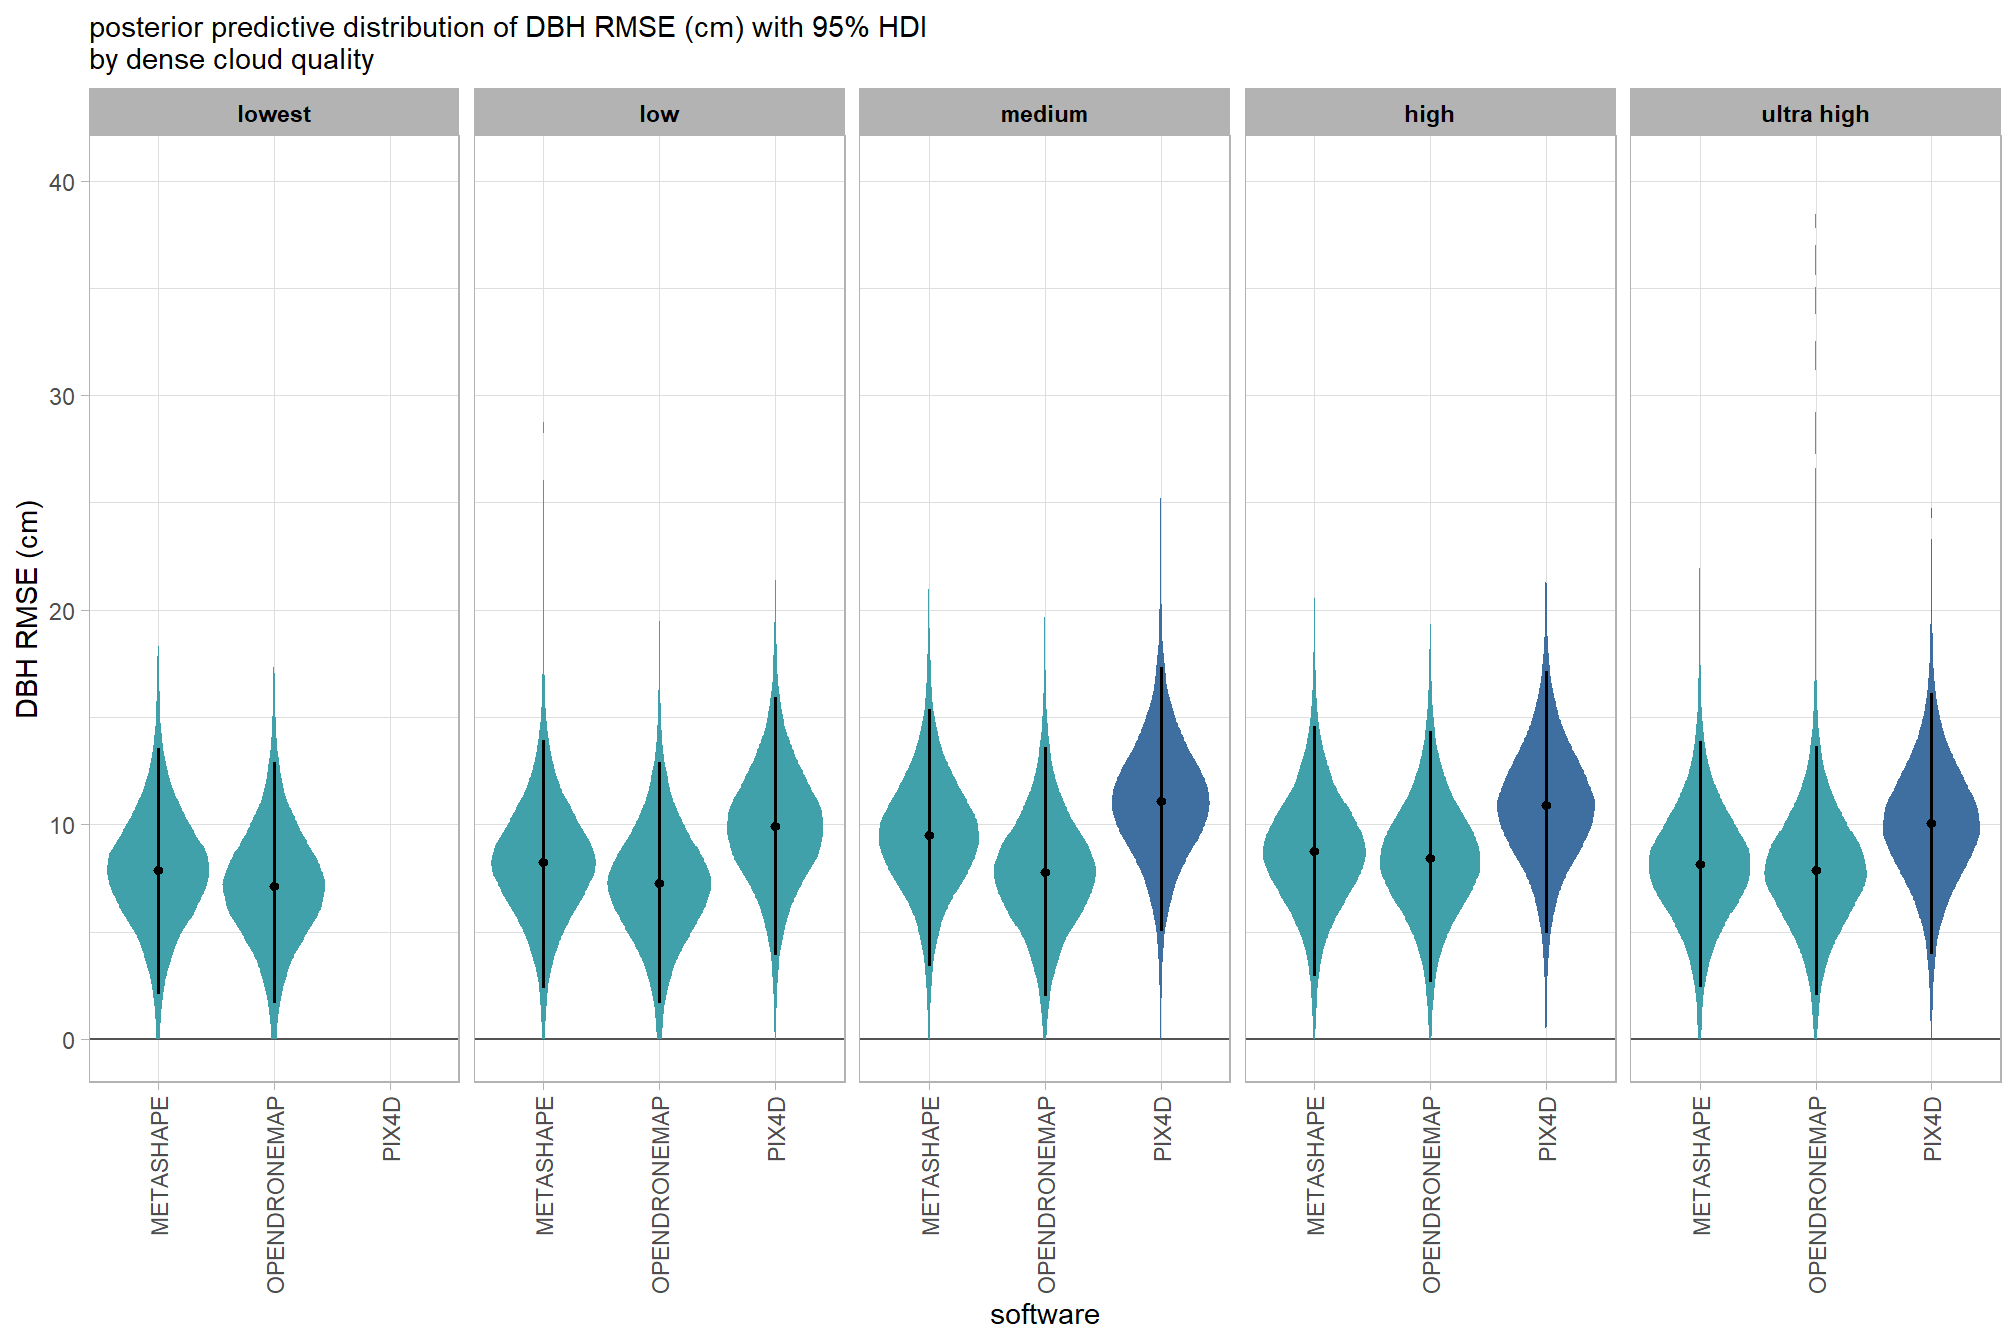 posterior predictive distribution of DBH RMSE (cm) with 95% HDI
by dense cloud quality
lowest
low
medium
high
ultra high
DBH RMSE (cm)
40
30
20
10
0
METASHAPE
OPENDRONEMAP
PIX4D
METASHAPE
OPENDRONEMAP
PIX4D
METASHAPE
OPENDRONEMAP
PIX4D
METASHAPE
OPENDRONEMAP
PIX4D
METASHAPE
OPENDRONEMAP
PIX4D
software